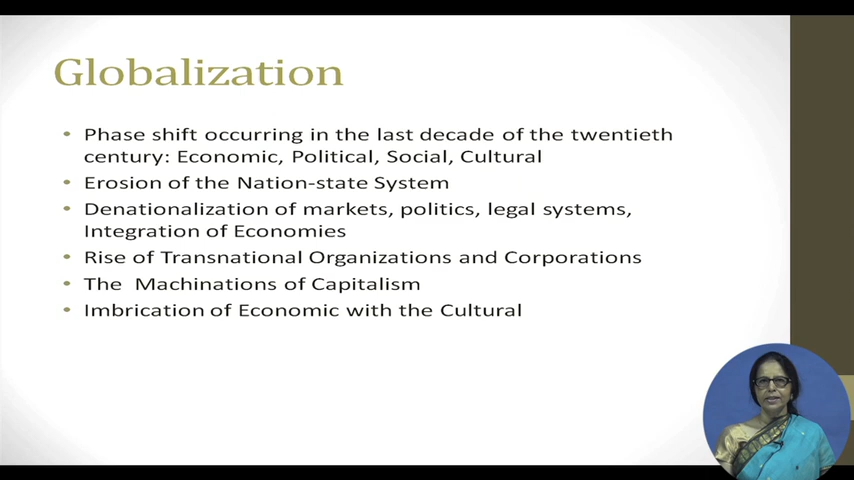 Globalization
• Phase shift occurring in the last decade of the twentieth
century: Economic, Political, Social, Cultural
• Erosion of the Nation-state System
• Denationalization of markets, politics, legal systems,
Integration of Economies
• Rise of Transnational Organizations and Corporations
• The Machinations of Capitalism
• Imbrication of Economic with the Cultural